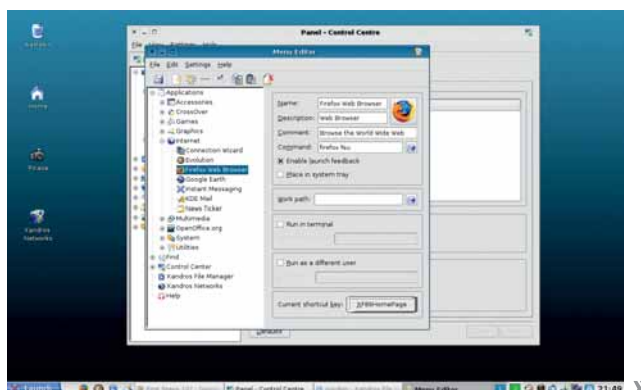 Panel - Control Centre
Menu Editor
File Edit Settings Help
Applications
Accessories
CrossOver
Games
Graphics
Internet
Connection Wizard
Evolution
Firefox Web Browser
Google Earth
Instant Messaging
KDE Mail
News Ticker
Multimedia
OpenOffice.org
System
Utilities
Find
Control Center
Xandros File Manager
Xandros Networks
Help
Name: Firefox Web Browser
Description: Web Browser
Comment: Browse the World Wide Web
Command: firefox %u
Enable launch feedback
Place in system tray
Work path:
Run in terminal
Run as a different user
Current shortcut key: XF86HomePage
Defaults
Xandros
Networks
Launch
Panel - Control Centre
Menu Editor
21:49